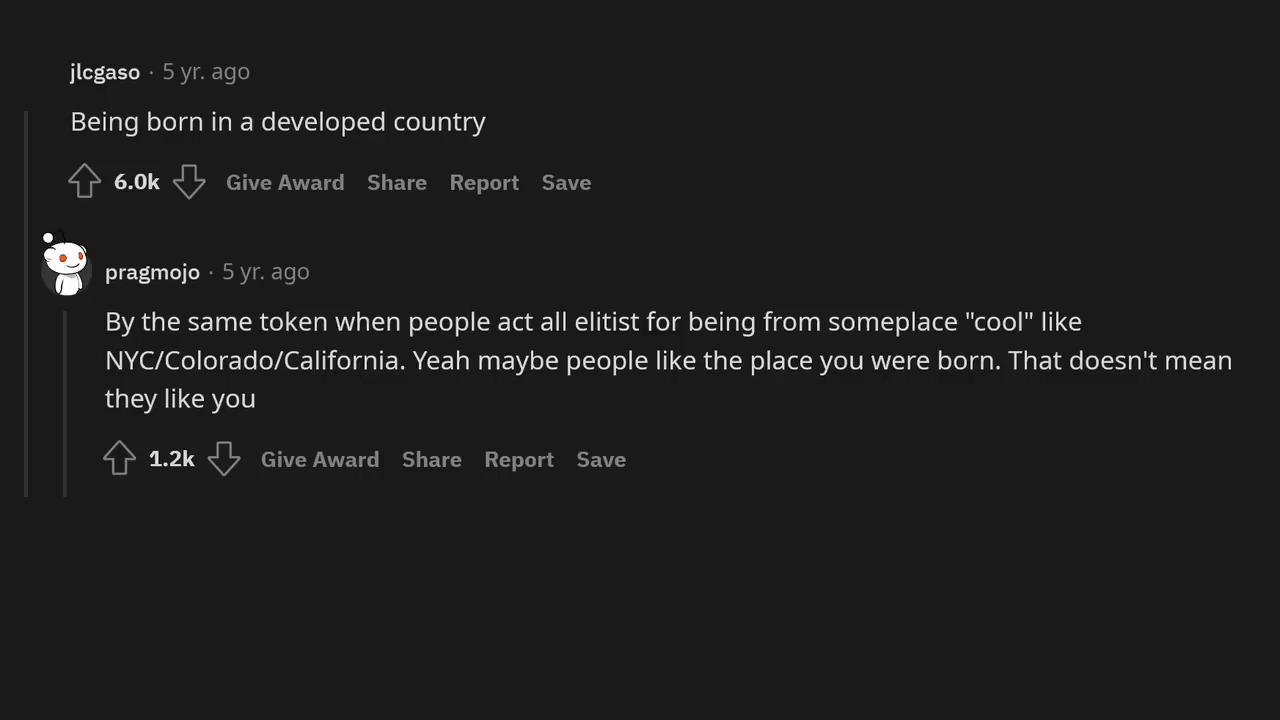 jlcgaso · 5 yr. ago
Being born in a developed country
6.0k Give Award Share Report Save
pragmojo · 5 yr. ago
By the same token when people act all elitist for being from someplace "cool" like
NYC/Colorado/California. Yeah maybe people like the place you were born. That doesn't mean
they like you
1.2k Give Award Share Report Save